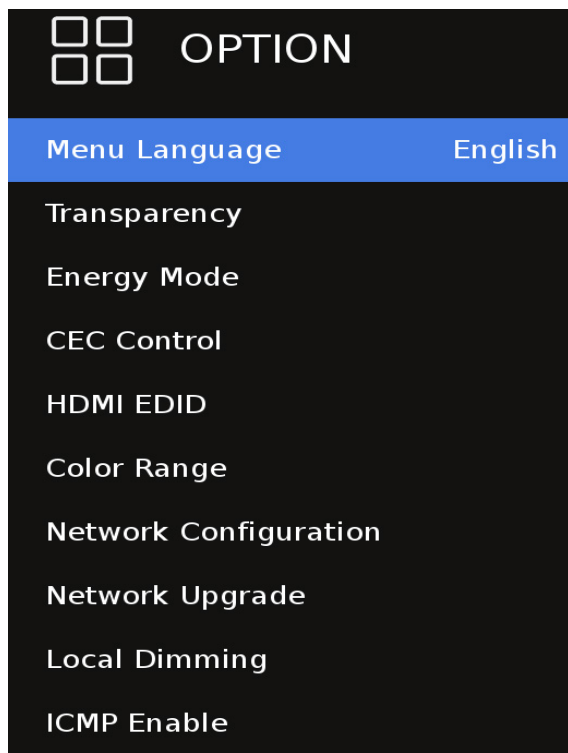 OPTION
Menu Language English
Transparency
Energy Mode
CEC Control
HDMI EDID
Color Range
Network Configuration
Network Upgrade
Local Dimming
ICMP Enable